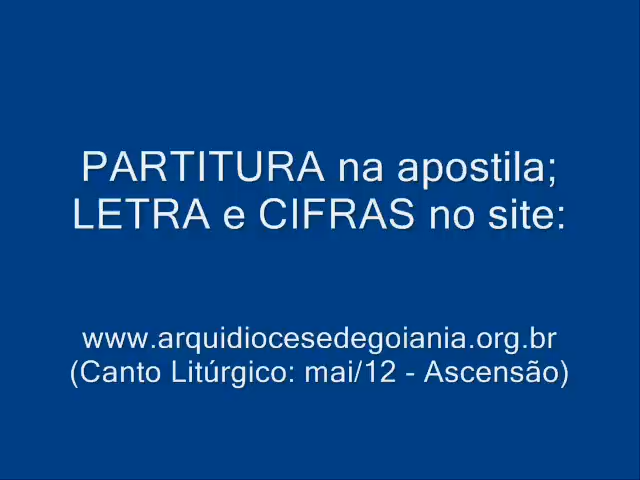 PARTITURA na apostila;
LETRA e CIFRAS no site:
www.arquidiocesedegoiania.org.br
(Canto Litúrgico: mai/12 - Ascensão)